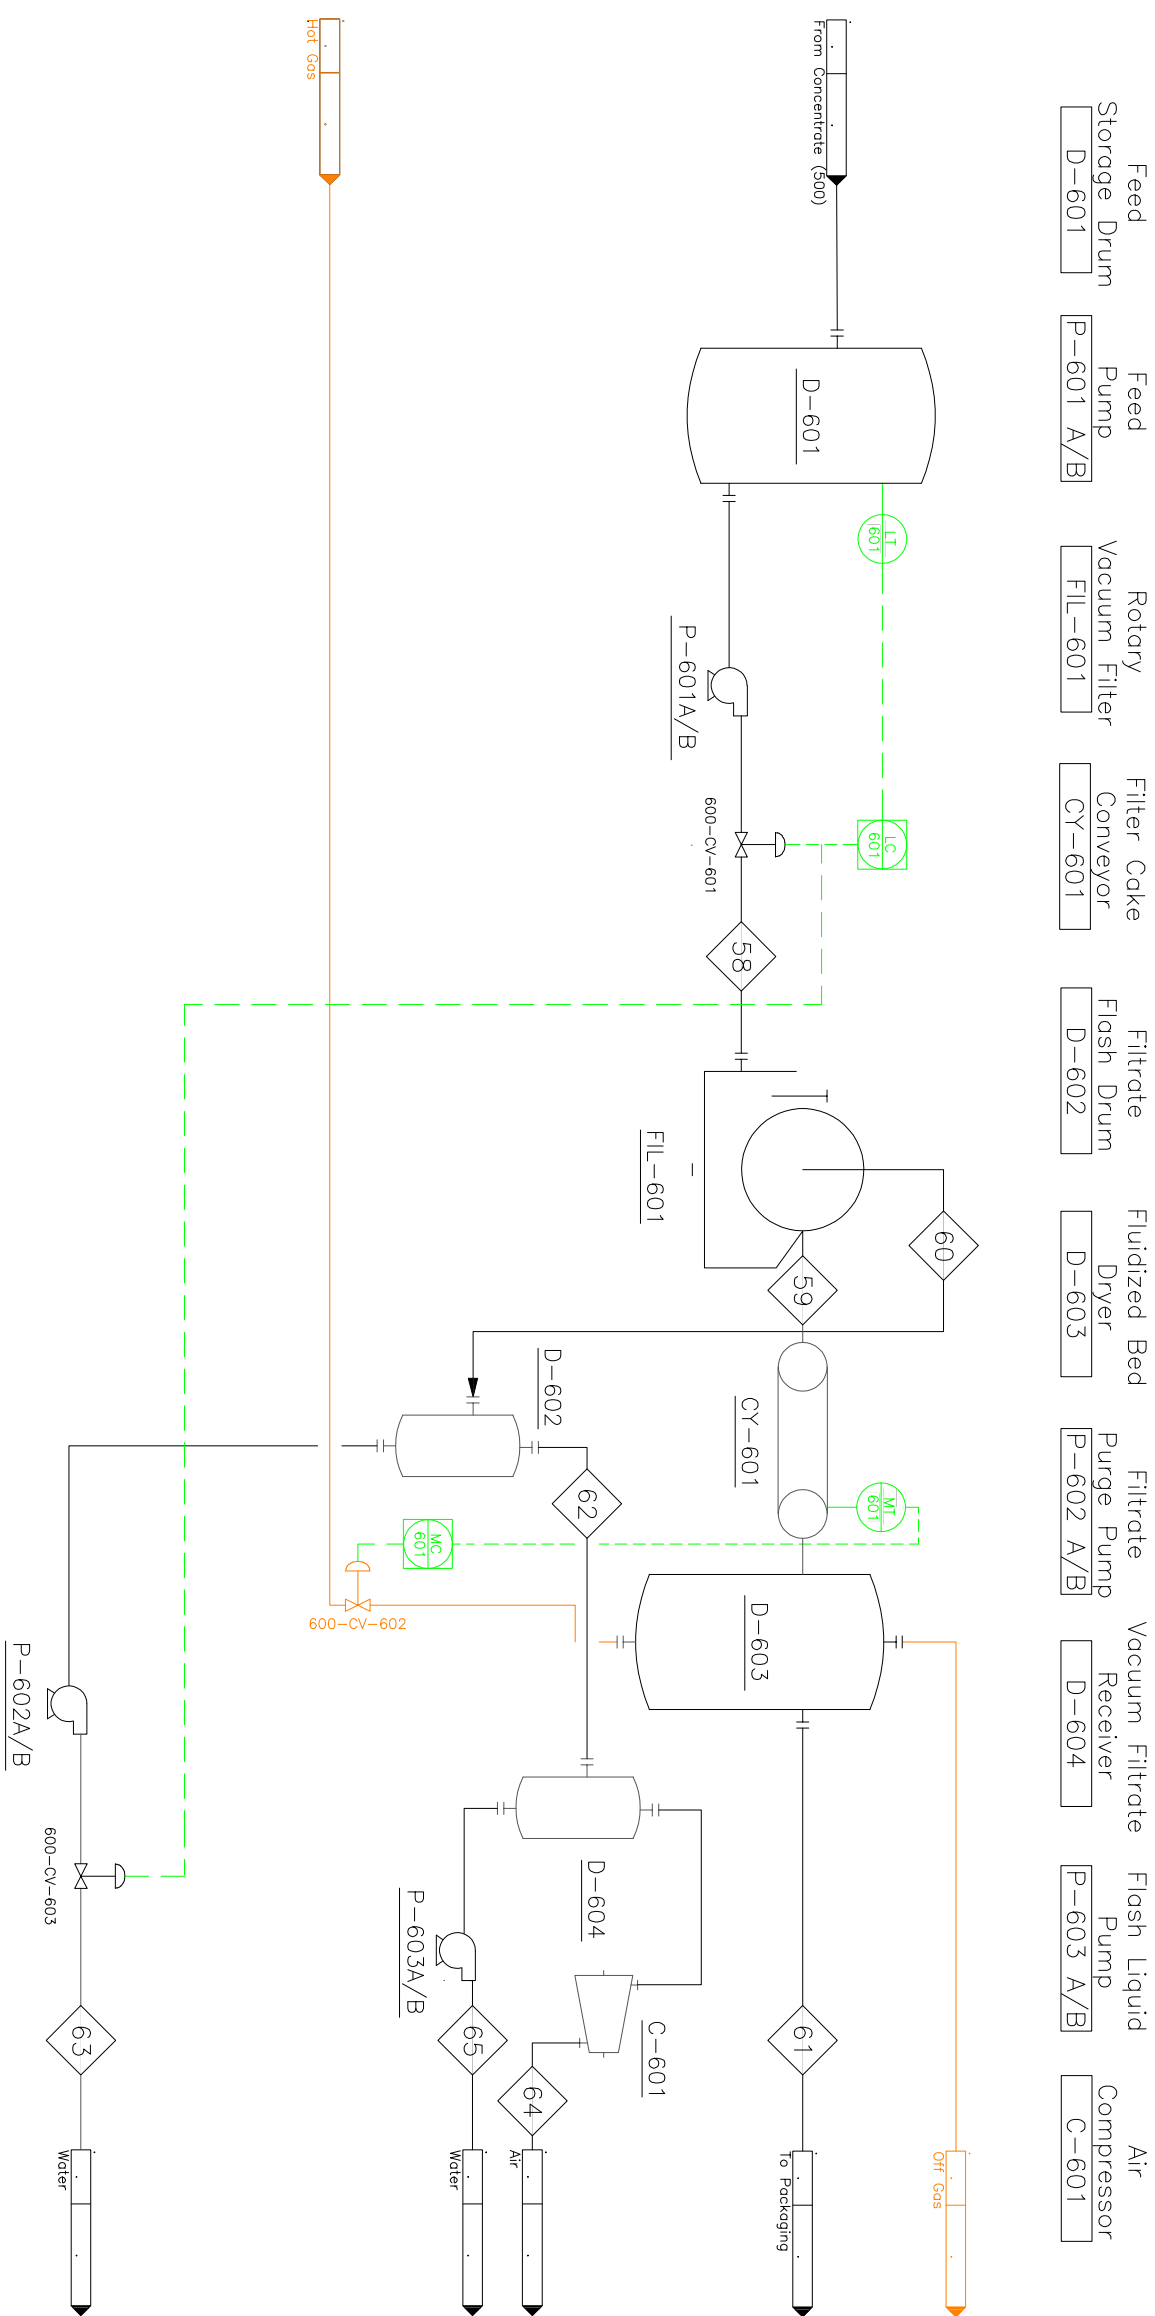 Feed
Storage Drum
D-601
Feed
Pump
P-601 A/B
Rotary
Vacuum Filter
FIL-601
Filter Cake
Conveyor
CY-601
Filtrate
Flash Drum
D-602
Fluidized Bed
Dryer
D-603
Filtrate
Purge Pump
P-602 A/B
Vacuum Filtrate
Receiver
D-604
Flash Liquid
Pump
P-603 A/B
Air
Compressor
C-601
Off Gas
60
LT
601
LC
601
MT
601
From Concentrate (500)
D-601
59
CY-601
D-603
61
To Packaging
58
P-601A/B
600-CV-601
FIL-601
C-601
62
D-604
D-602
64
Air
65
Water
MC
601
P-603A/B
Hot Gas
600-CV-602
63
Water
600-CV-603
P-602A/B